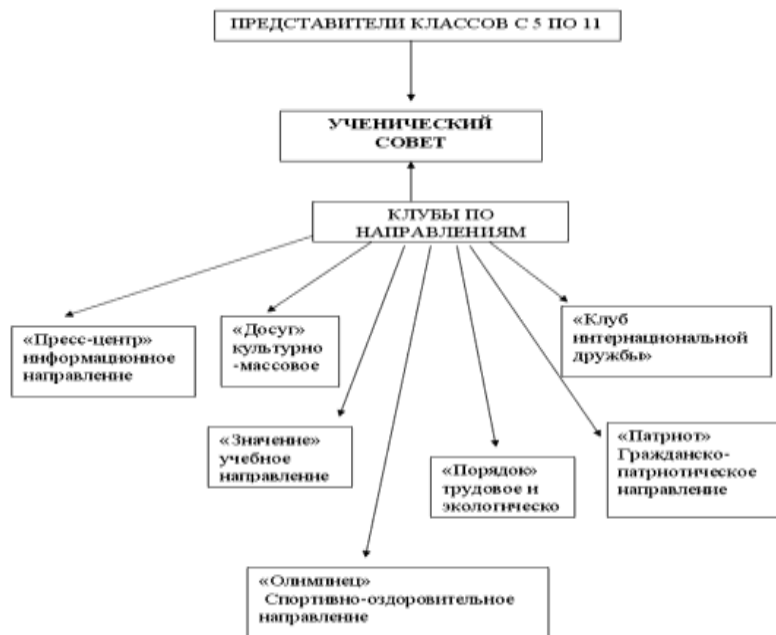 ПРЕДСТАВИТЕЛИ КЛАССОВ С 5 ПО 11
УЧЕНИЧЕСКИЙ
СОВЕТ
КЛУБЫ ПО
НАПРАВЛЕНИЯМ
«Пресс-центр»
информационное
направление
«Досуг»
культурно
-массовое
«Клуб
интернациональной
дружбы»
«Значение»
учебное
направление
«Порядок»
трудовое и
экологическо
«Патриот»
Гражданско-
патриотическое
направление
«Олимпиец»
Спортивно-оздоровительное
направление